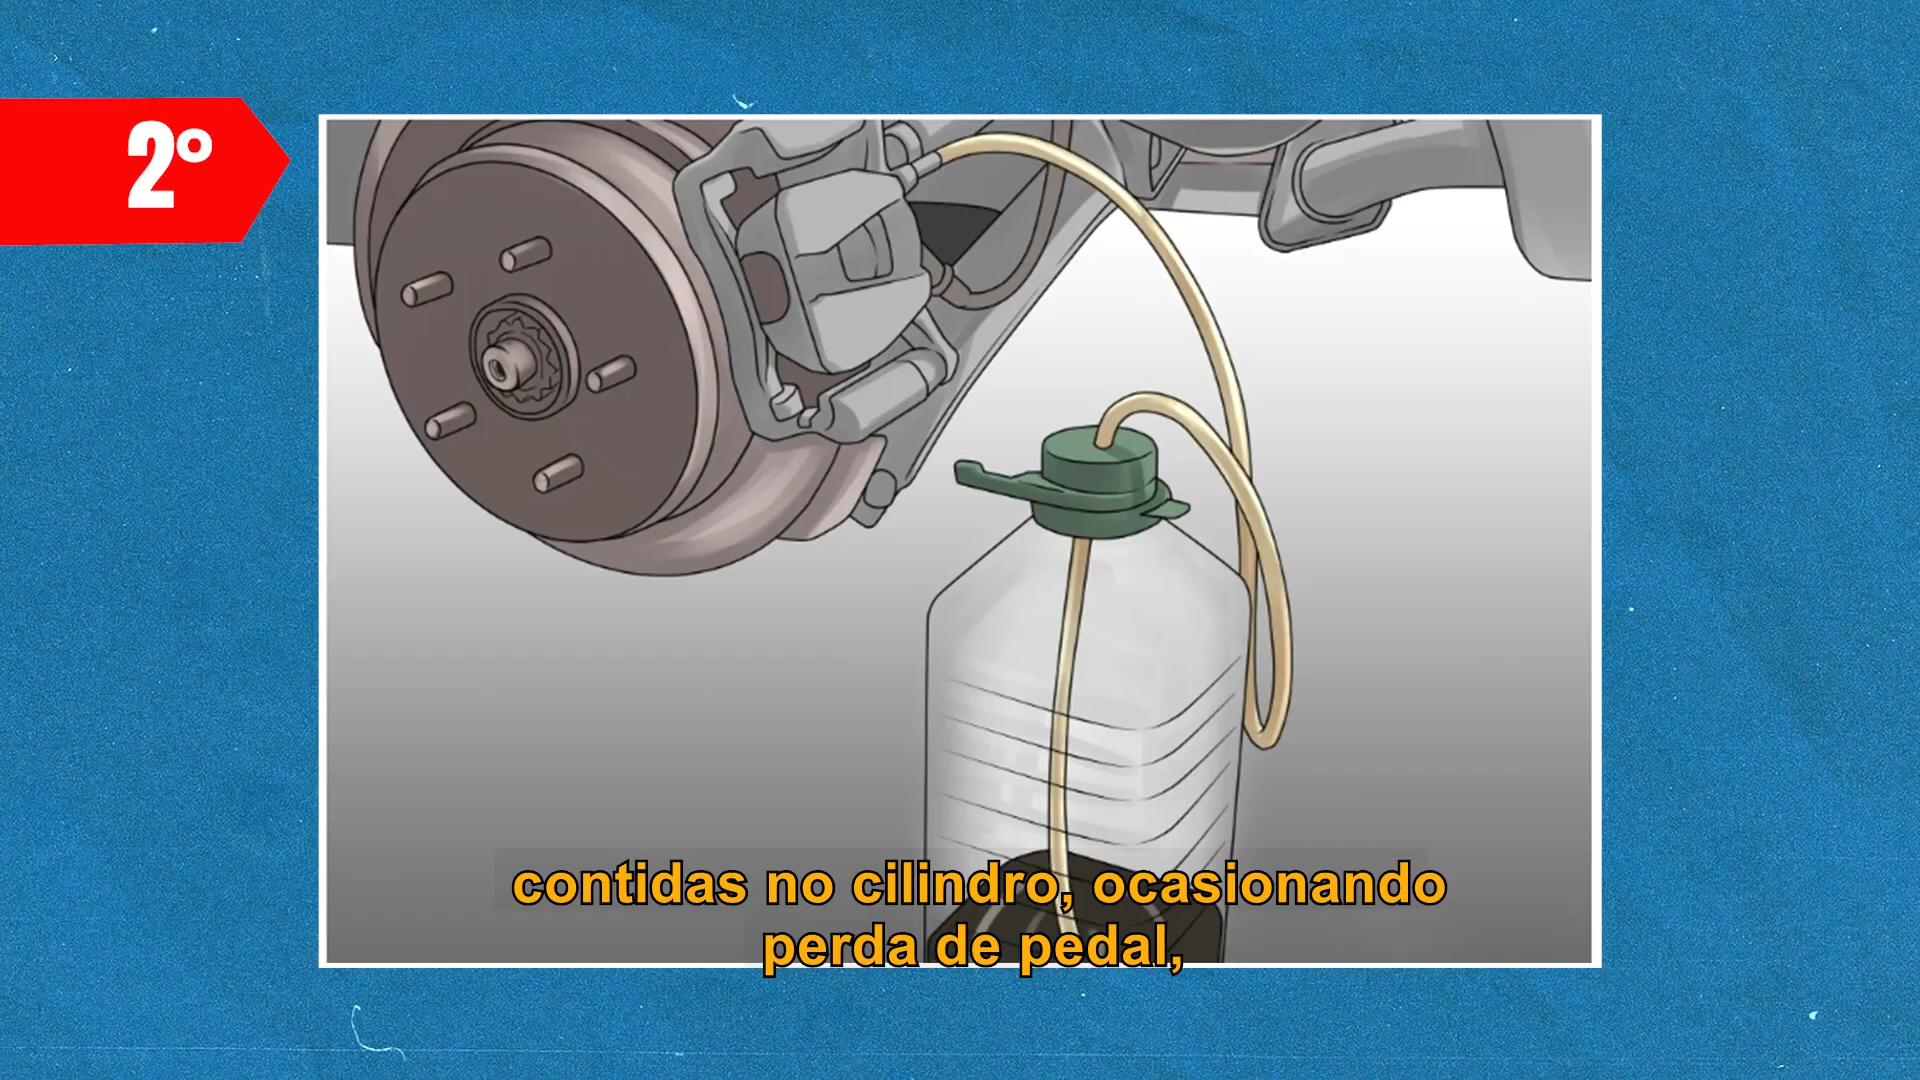 2º
contidas no cilindro, ocasionando
perda de pedal,